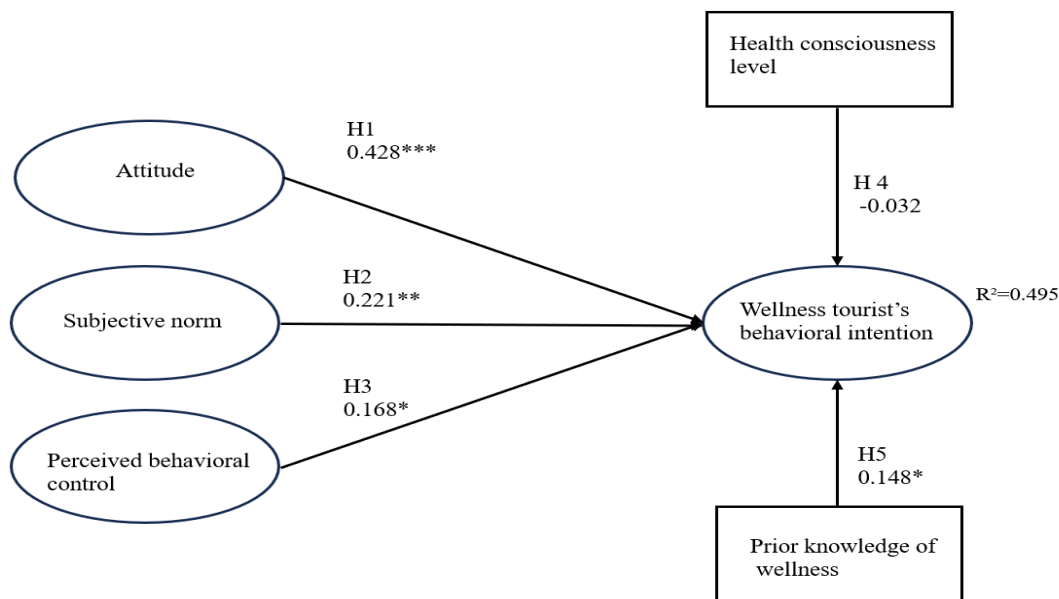 Health consciousness
level
H1
0.428***
Attitude
H 4
-0.032
H2
0.221**
Subjective norm
Wellness tourist’s
behavioral intention
R²=0.495
H3
0.168*
Perceived behavioral
control
H5
0.148*
Prior knowledge of
wellness